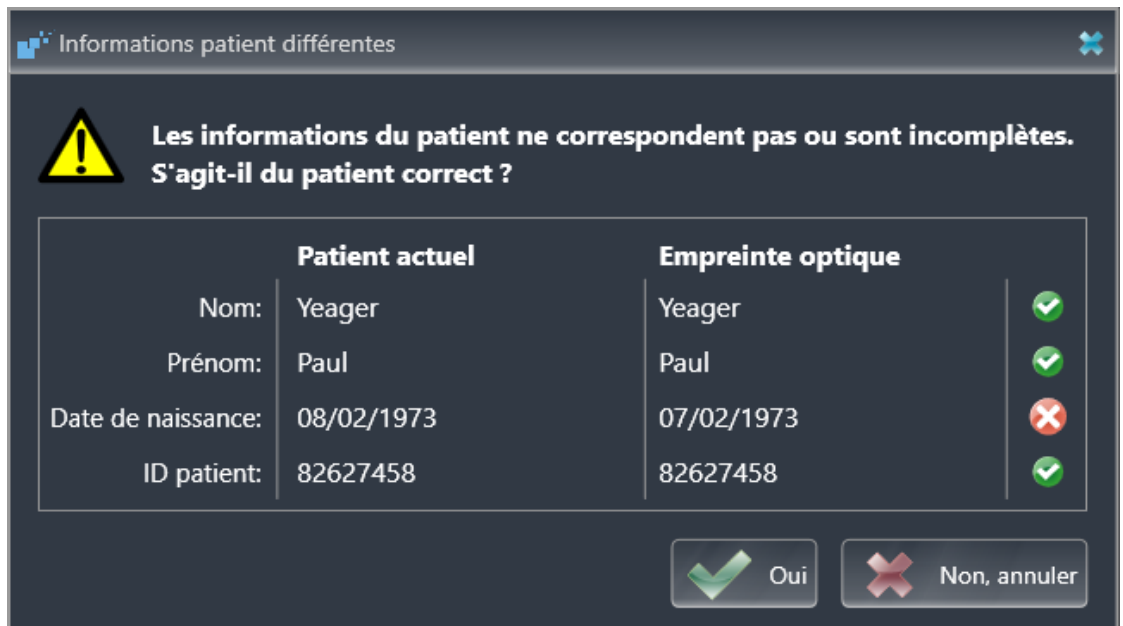 Informations patient différentes
Les informations du patient ne correspondent pas ou sont incomplètes.
S'agit-il du patient correct ?
Patient actuel Empreinte optique
Nom: Yeager Yeager
Prénom: Paul Paul
Date de naissance: 08/02/1973 07/02/1973
ID patient: 82627458 82627458
Oui Non, annuler